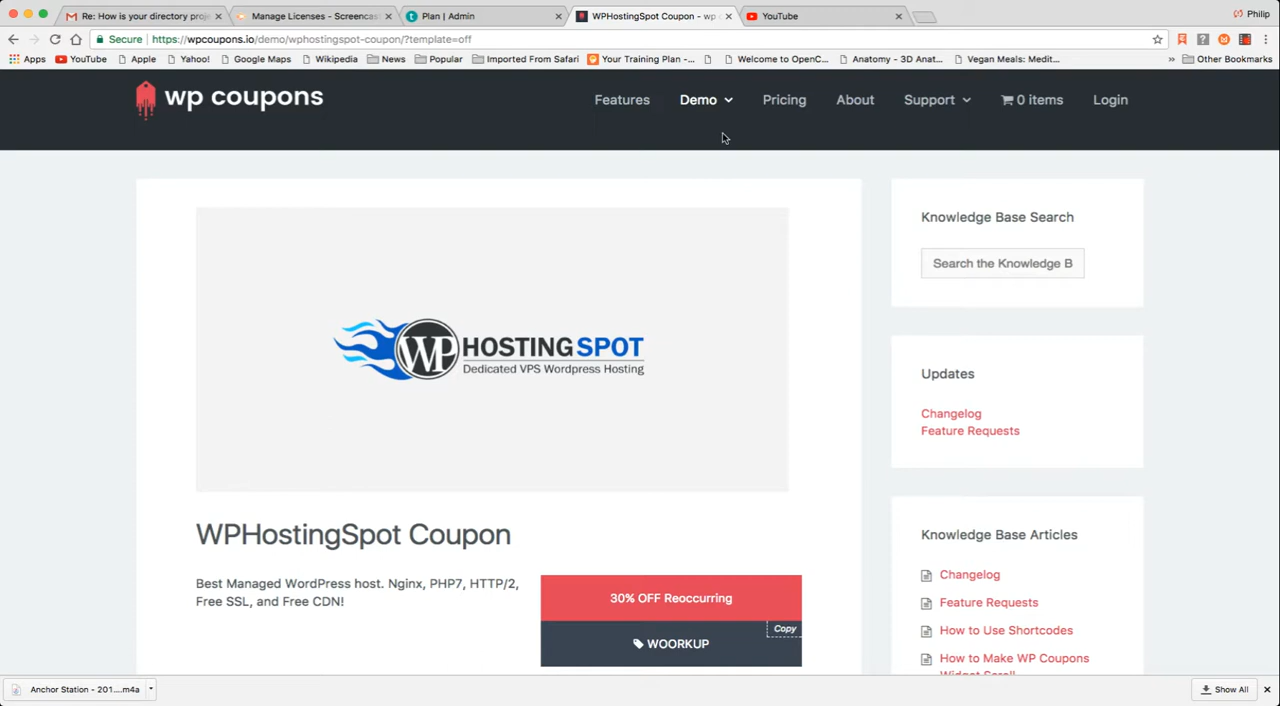 Re: How is your directory proje
Manage Licenses - Screencas
Plan | Admin
WPHostingSpot Coupon - wp c
YouTube
Philip
Secure https://wpcoupons.io/demo/wphostingspot-coupon/?template=off
Apps YouTube Apple Yahoo! Google Maps Wikipedia News Popular Imported From Safari Your Training Plan -... Welcome to OpenC... Anatomy - 3D Anat... Vegan Meals: Medit... » Other Bookmarks
wp coupons
Features Demo Pricing About Support 0 items Login
WP HOSTING SPOT
Dedicated VPS Wordpress Hosting
WPHostingSpot Coupon
Best Managed WordPress host. Nginx, PHP7, HTTP/2,
Free SSL, and Free CDN!
30% OFF Reoccurring
Copy
WOORKUP
Knowledge Base Search
Search the Knowledge B
Updates
Changelog
Feature Requests
Knowledge Base Articles
Changelog
Feature Requests
How to Use Shortcodes
How to Make WP Coupons
Widget Scroll
Anchor Station - 201....m4a
Show All